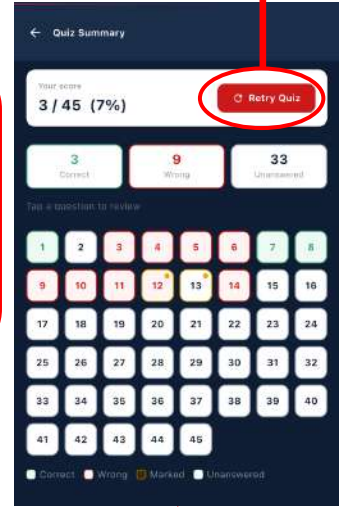 ← Quiz Summary
Your score
3 / 45 (7%)
Retry Quiz
3 9 33
Correct Wrong Unanswered
Tap a question to review
1 2 3 4 5 6 7 8
9 10 11 12 13 14 15 16
17 18 19 20 21 22 23 24
25 26 27 28 29 30 31 32
33 34 35 36 37 38 39 40
41 42 43 44 45
Correct Wrong Marked Unanswered